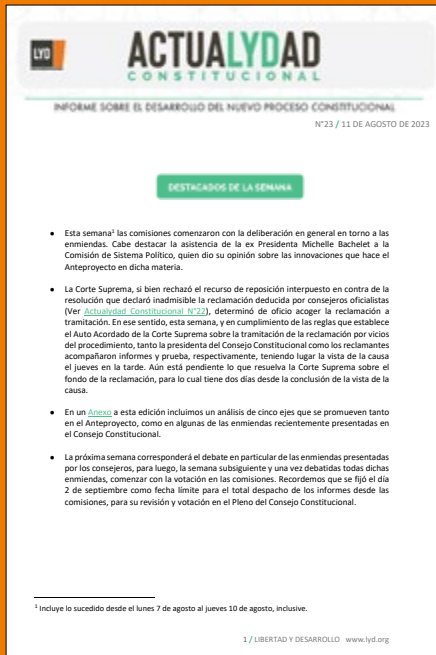 LYD
ACTUALYDAD
CONSTITUCIONAL
INFORME SOBRE EL DESARROLLO DEL NUEVO PROCESO CONSTITUCIONAL
N°23 / 11 DE AGOSTO DE 2023
DESTACADOS DE LA SEMANA
• Esta semana¹ las comisiones comenzaron con la deliberación en general en torno a las
enmiendas. Cabe destacar la asistencia de la ex Presidenta Michelle Bachelet a la
Comisión de Sistema Político, quien dio su opinión sobre las innovaciones que hace el
Anteproyecto en dicha materia.
• La Corte Suprema, si bien rechazó el recurso de reposición interpuesto en contra de la
resolución que declaró inadmisible la reclamación deducida por consejeros oficialistas
(Ver Actualydad Constitucional N°22), determinó de oficio acoger la reclamación a
tramitación. En ese sentido, esta semana, y en cumplimiento de las reglas que establece
el Auto Acordado de la Corte Suprema sobre la tramitación de la reclamación por vicios
del procedimiento, tanto la presidenta del Consejo Constitucional como los reclamantes
acompañaron informes y prueba, respectivamente, teniendo lugar la vista de la causa
el jueves en la tarde. Aún está pendiente lo que resuelva la Corte Suprema sobre el
fondo de la reclamación, para lo cual tiene dos días desde la conclusión de la vista de la
causa.
• En un Anexo a esta edición incluimos un análisis de cinco ejes que se promueven tanto
en el Anteproyecto, como en algunas de las enmiendas recientemente presentadas en
el Consejo Constitucional.
• La próxima semana corresponderá el debate en particular de las enmiendas presentadas
por los consejeros, para luego, la semana subsiguiente y una vez debatidas todas dichas
enmiendas, comenzar con la votación en las comisiones. Recordemos que se fijó el día
2 de septiembre como fecha límite para el total despacho de los informes desde las
comisiones, para su revisión y votación en el Pleno del Consejo Constitucional.
¹ Incluye lo sucedido desde el lunes 7 de agosto al jueves 10 de agosto, inclusive.
1 / LIBERTAD Y DESARROLLO www.lyd.org